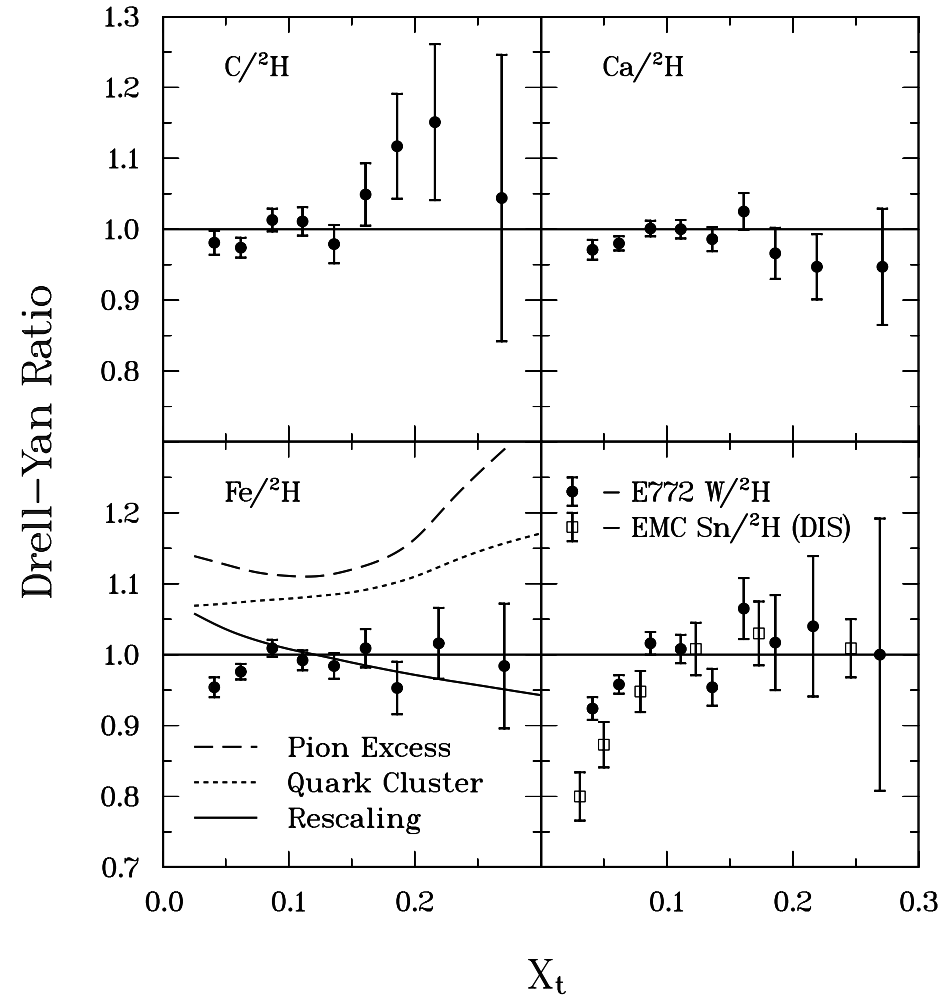 1.3
1.2
1.1
1.0
0.9
0.8
C/²H
Ca/²H
Drell–Yan Ratio
1.2
1.1
1.0
0.9
0.8
0.7
Fe/²H
Pion Excess
Quark Cluster
Rescaling
– E772 W/²H
– EMC Sn/²H (DIS)
0.0 0.1 0.2 0.1 0.2 0.3
Xₜ